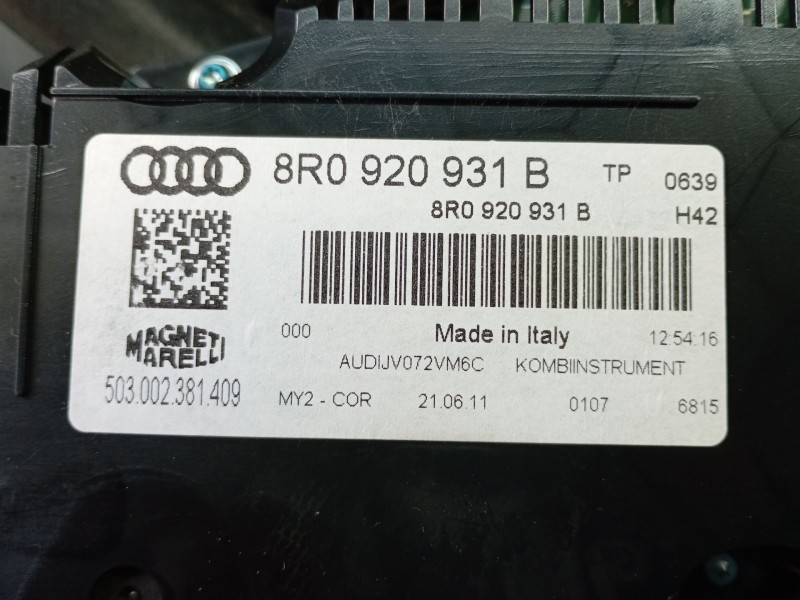 8R0 920 931 B TP 0639
8R0 920 931 B H42
000 Made in Italy 12:54:16
MAGNETI
MARELLI
AUDIJV072VM6C KOMBIINSTRUMENT
503.002.381.409
MY2 - COR 21.06.11 0107 6815